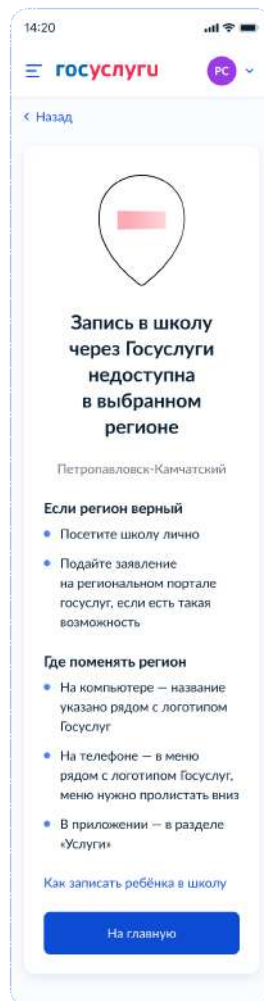 14:20
госуслуги
РС
Назад
Запись в школу
через Госуслуги
недоступна
в выбранном
регионе
Петропавловск-Камчатский
Если регион верный
Посетите школу лично
Подайте заявление
на региональном портале
госуслуг, если есть такая
возможность
Где поменять регион
На компьютере — название
указано рядом с логотипом
Госуслуг
На телефоне — в меню
рядом с логотипом Госуслуг,
меню нужно пролистать вниз
В приложении — в разделе
«Услуги»
Как записать ребёнка в школу
На главную